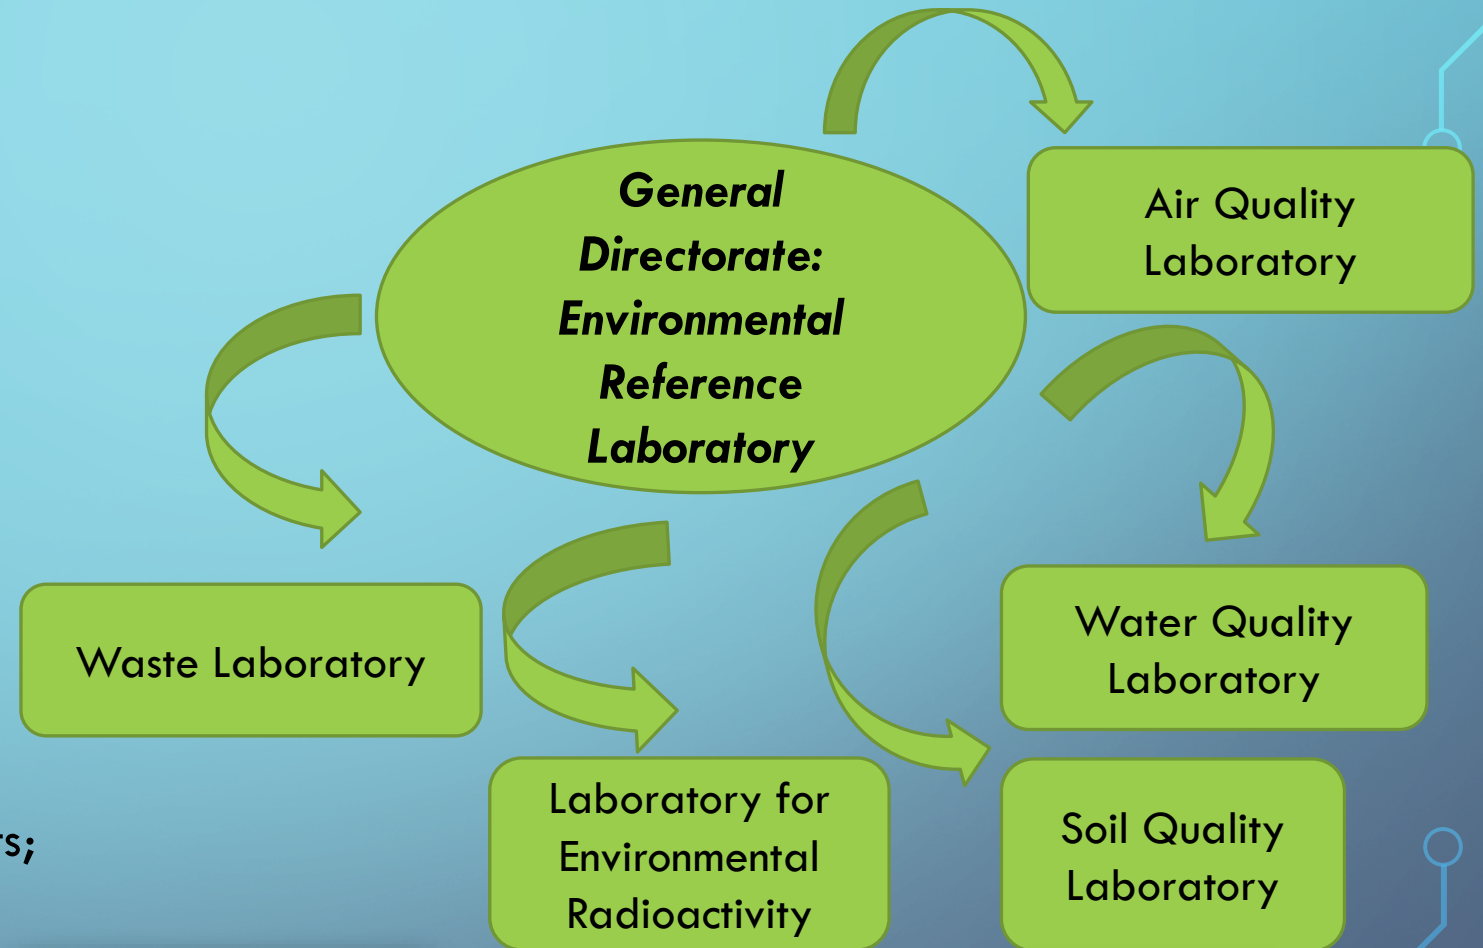 General
Directorate:
Environmental
Reference
Laboratory
Air Quality
Laboratory
Waste Laboratory
Water Quality
Laboratory
Laboratory for
Environmental
Radioactivity
Soil Quality
Laboratory